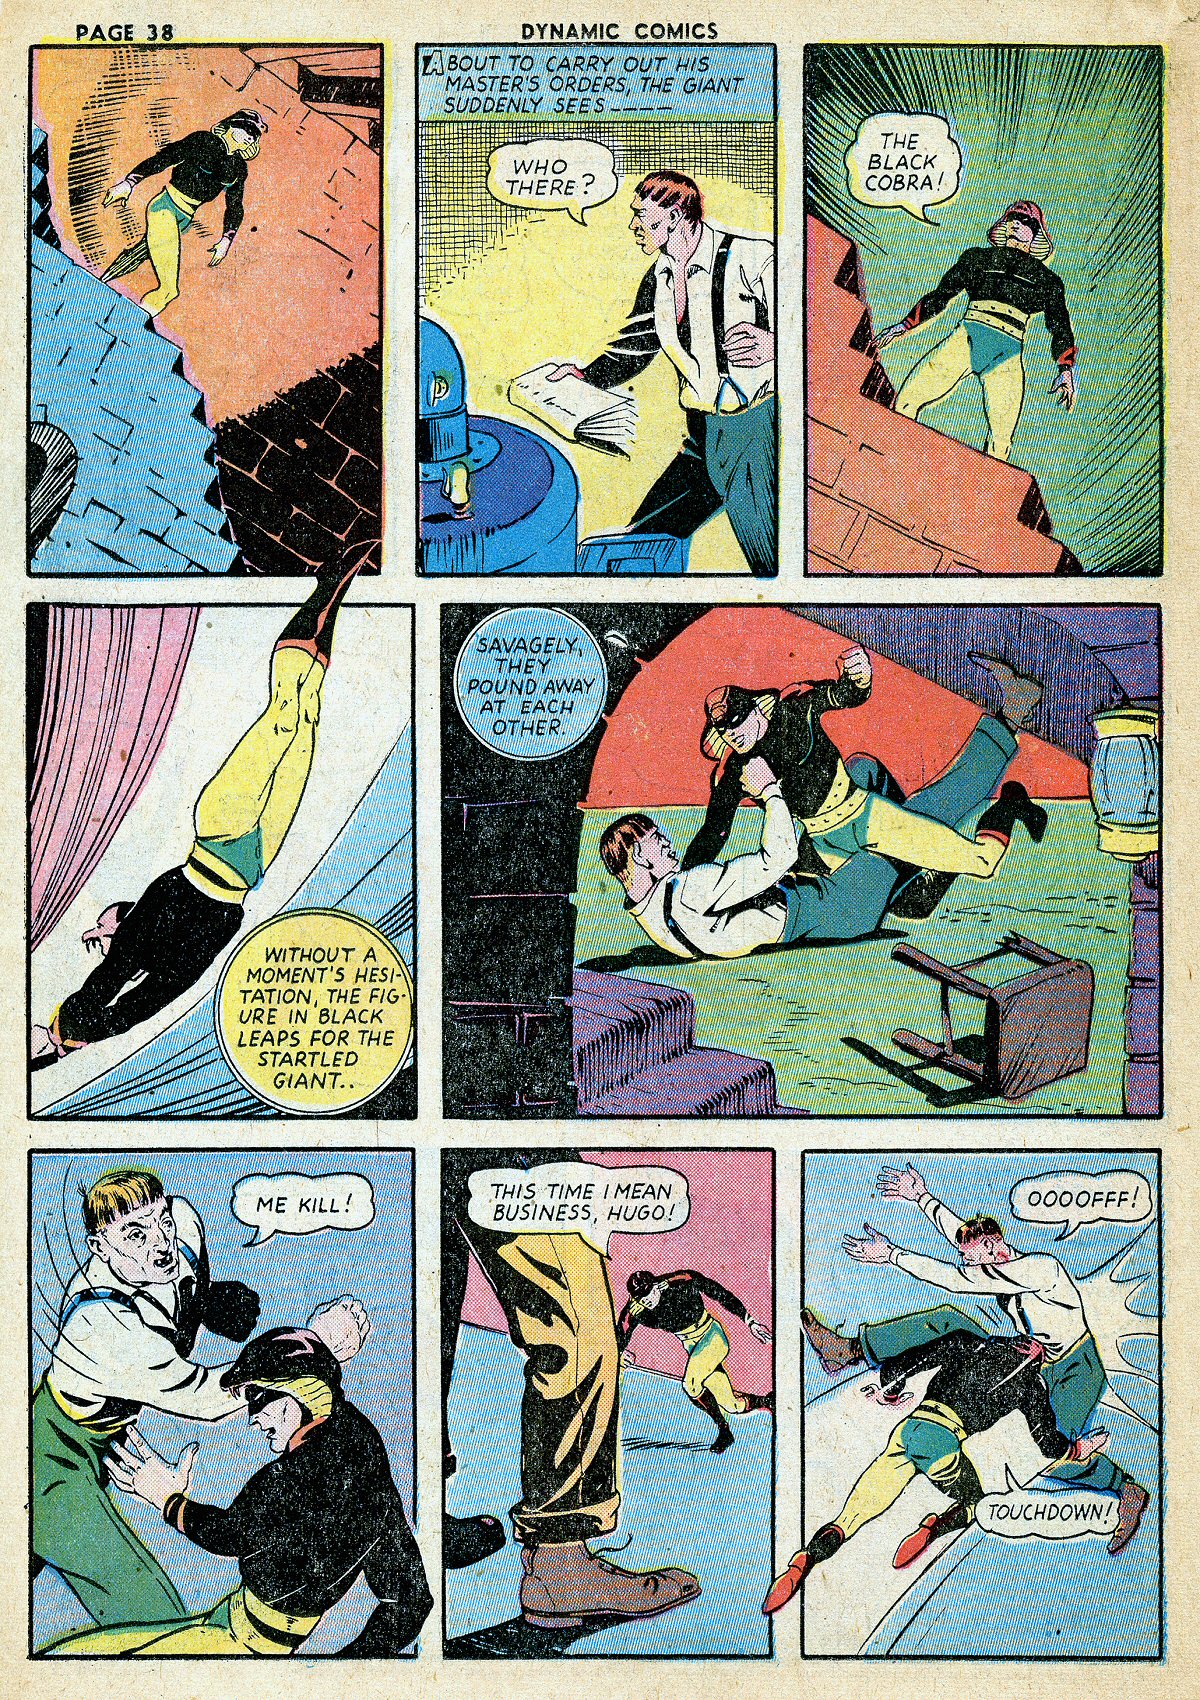 PAGE 38
DYNAMIC COMICS
ABOUT TO CARRY OUT HIS
MASTER'S ORDERS, THE GIANT
SUDDENLY SEES ----
WHO
THERE?
THE
BLACK
COBRA!
WITHOUT A
MOMENT'S HESI-
TATION, THE FIG-
URE IN BLACK
LEAPS FOR THE
STARTLED
GIANT..
SAVAGELY,
THEY
POUND AWAY
AT EACH
OTHER.
ME KILL!
THIS TIME I MEAN
BUSINESS, HUGO!
OOOOFFF!
TOUCHDOWN!